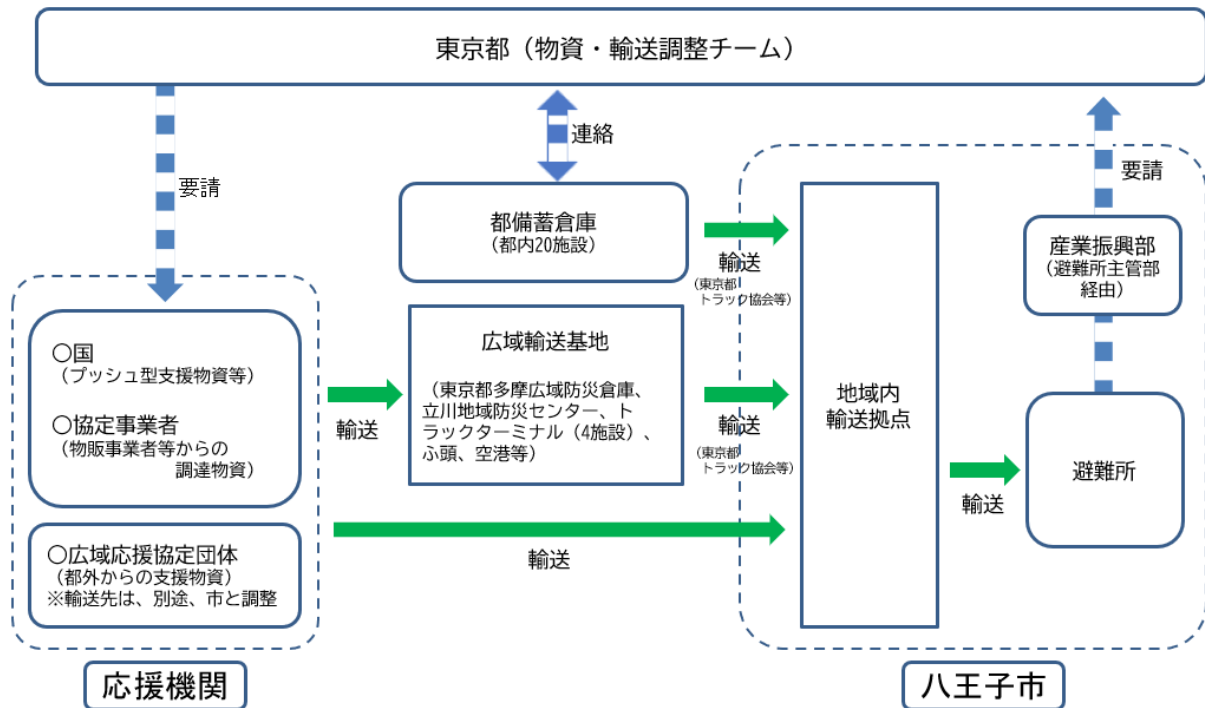 東京都（物資・輸送調整チーム）
要請
連絡
要請
都備蓄倉庫
（都内20施設）
輸送
（東京都
トラック協会等）
産業振興部
（避難所主管部
経由）
○国
（プッシュ型支援物資等）
○協定事業者
（物販事業者等からの
調達物資）
輸送
広域輸送基地
（東京都多摩広域防災倉庫、
立川地域防災センター、ト
ラックターミナル（4施設）、
ふ頭、空港等）
輸送
（東京都
トラック協会等）
地域内
輸送拠点
輸送
避難所
○広域応援協定団体
（都外からの支援物資）
※輸送先は、別途、市と調整
輸送
応援機関
八王子市